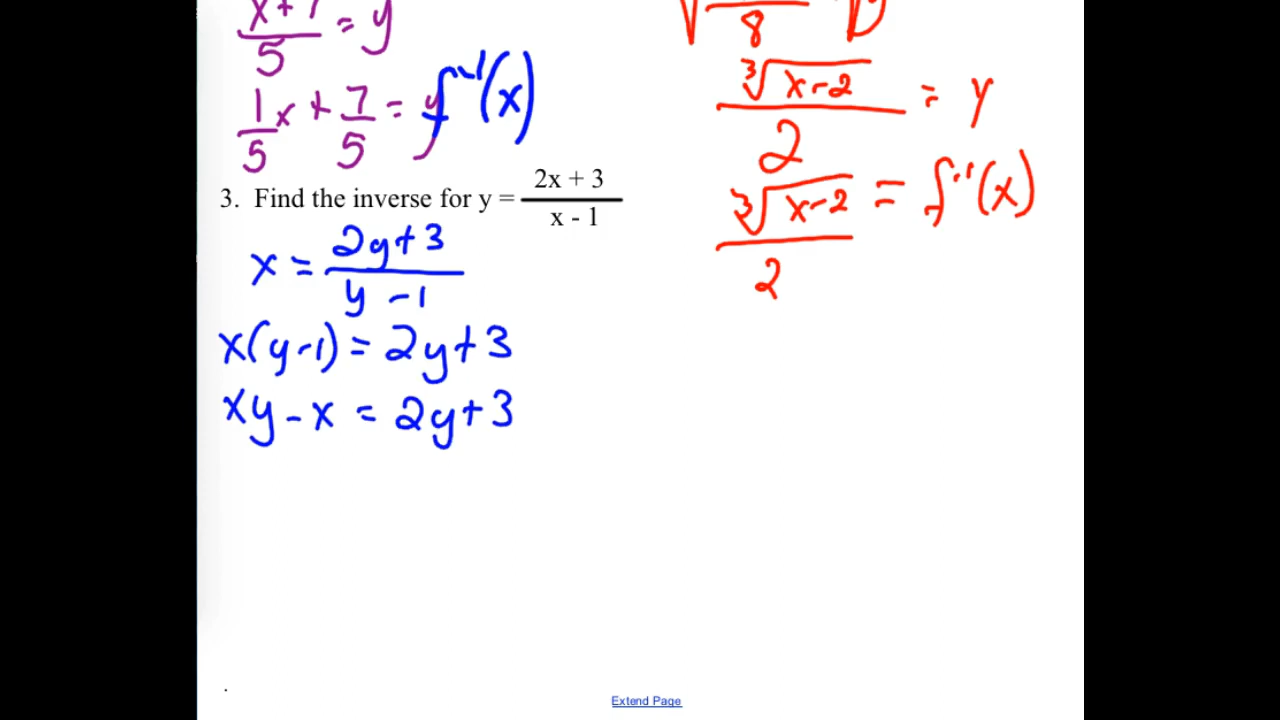 x+7/5 = y
1/5x + 7/5 = y f⁻¹(x)
3. Find the inverse for y = 2x + 3 / x - 1
x = 2y+3 / y -1
x(y-1) = 2y+3
xy - x = 2y+3
8
∛x-2 / 2 = y
∛x-2 / 2 = f⁻¹(x)
.
Extend Page